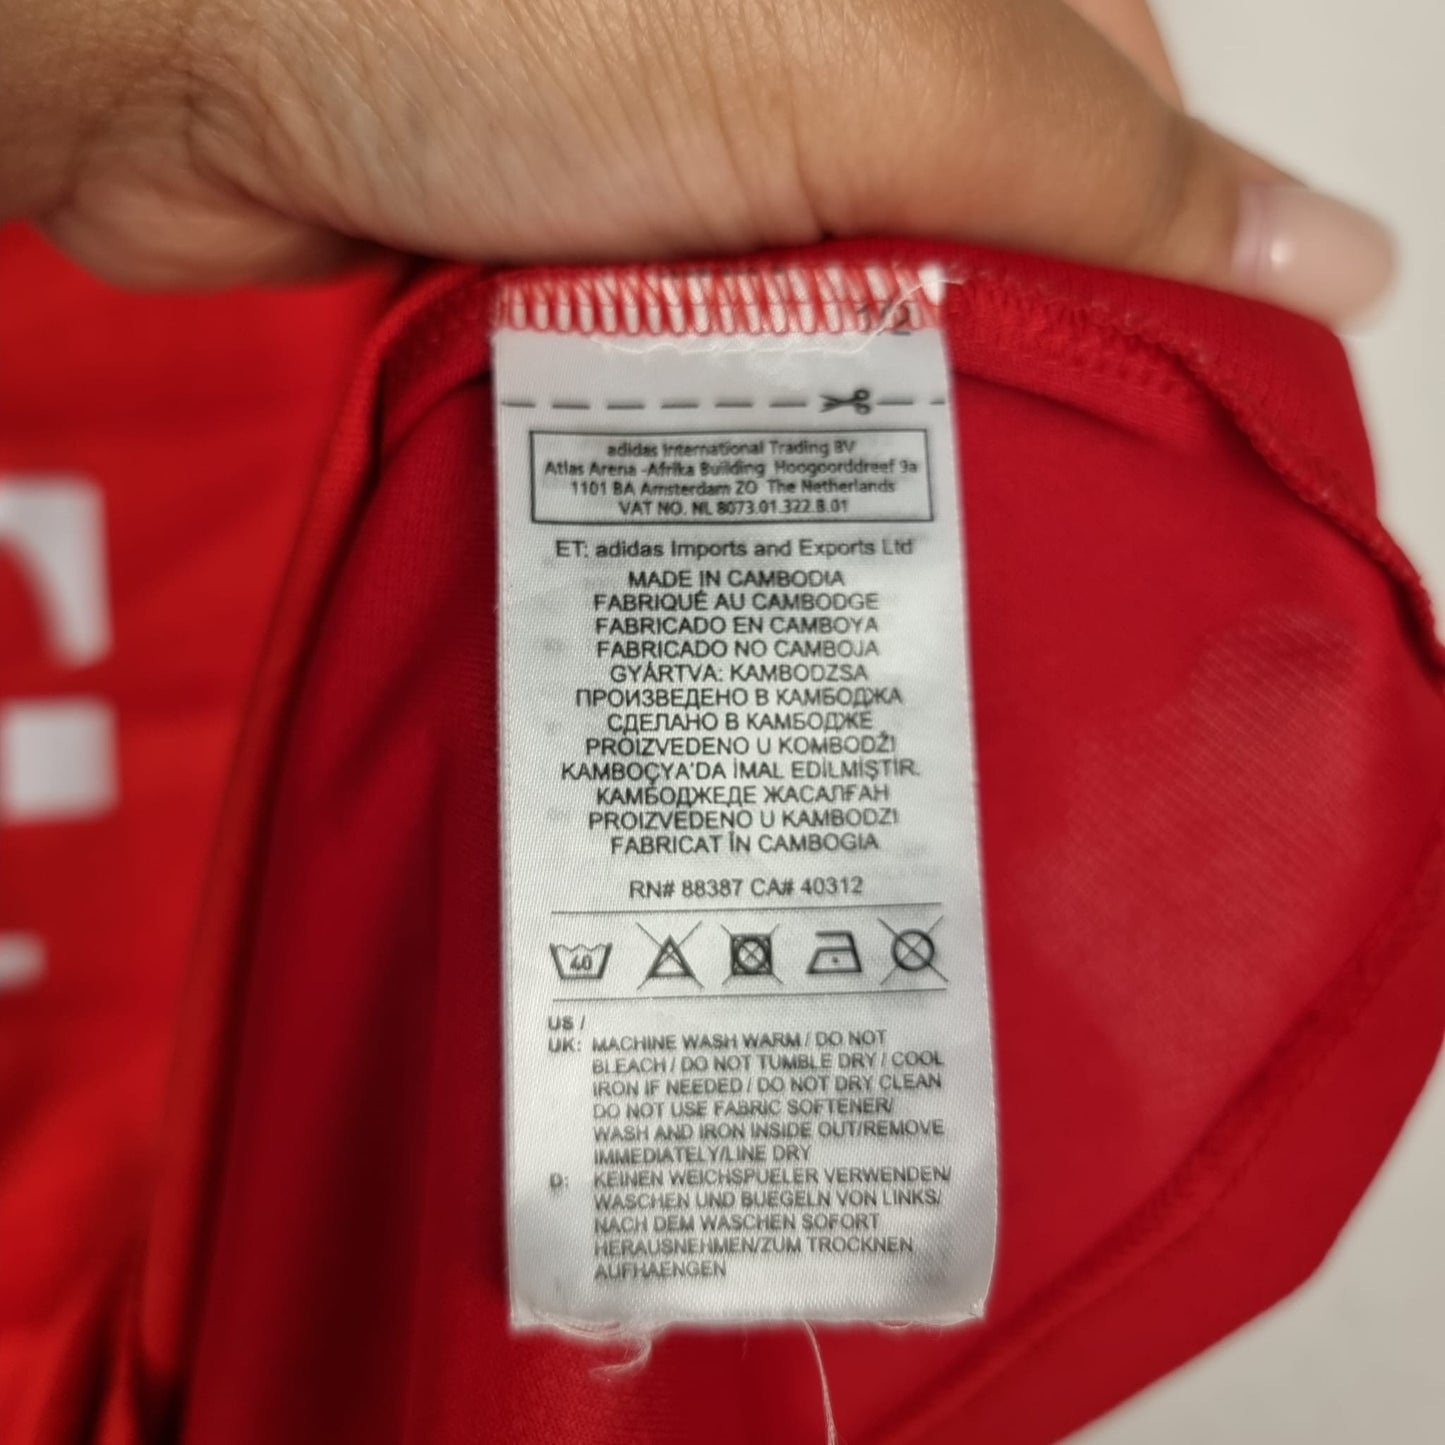 1/2
adidas International Trading BV
Atlas Arena -Afrika Building Hoogoorddreef 9a
1101 BA Amsterdam ZO The Netherlands
VAT NO. NL 8073.01.322.B.01
ET: adidas Imports and Exports Ltd
MADE IN CAMBODIA
FABRIQUÉ AU CAMBODGE
FABRICADO EN CAMBOYA
FABRICADO NO CAMBOJA
GYÁRTVA: KAMBODZSA
ПРОИЗВЕДЕНО В КАМБОДЖА
СДЕЛАНО В КАМБОДЖЕ
PROIZVEDENO U KOMBODŽI
KAMBOÇYA'DA İMAL EDİLMİŞTİR.
КАМБОДЖЕДЕ ЖАСАЛҒАН
PROIZVEDENO U KAMBODZI
FABRICAT ÎN CAMBOGIA
RN# 88387 CA# 40312
40
US /
UK: MACHINE WASH WARM / DO NOT
BLEACH / DO NOT TUMBLE DRY / COOL
IRON IF NEEDED / DO NOT DRY CLEAN
DO NOT USE FABRIC SOFTENER/
WASH AND IRON INSIDE OUT/REMOVE
IMMEDIATELY/LINE DRY
D: KEINEN WEICHSPUELER VERWENDEN/
WASCHEN UND BUEGELN VON LINKS/
NACH DEM WASCHEN SOFORT
HERAUSNEHMEN/ZUM TROCKNEN
AUFHAENGEN